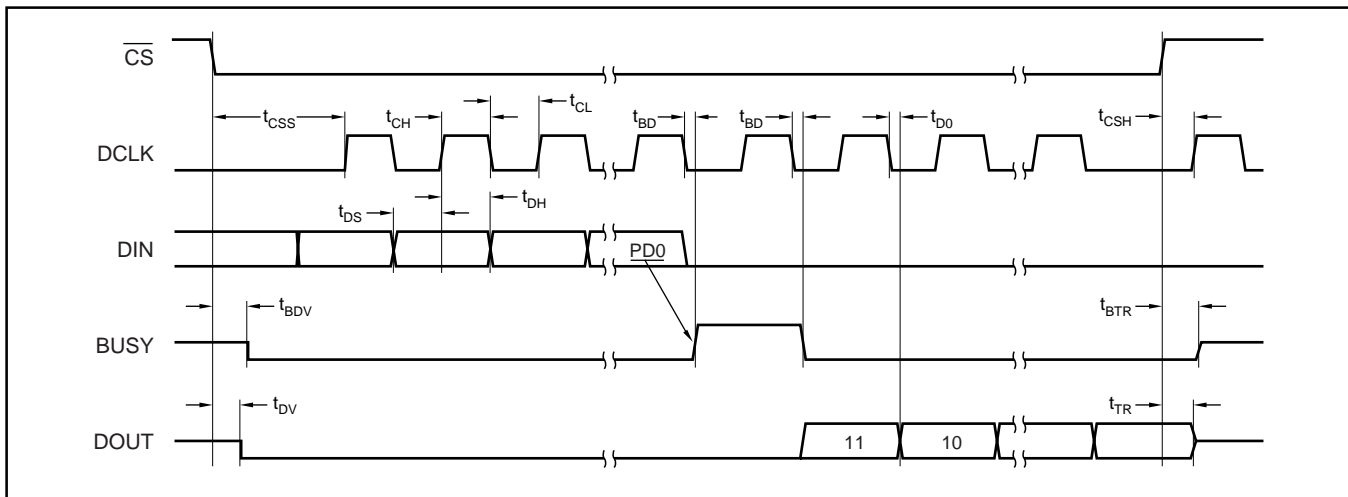 CS
tCSS
tCH
tCL
tBD
tBD
tD0
tCSH
DCLK
tDS
tDH
DIN
PD0
tBDV
tBTR
BUSY
tDV
tTR
DOUT
11
10